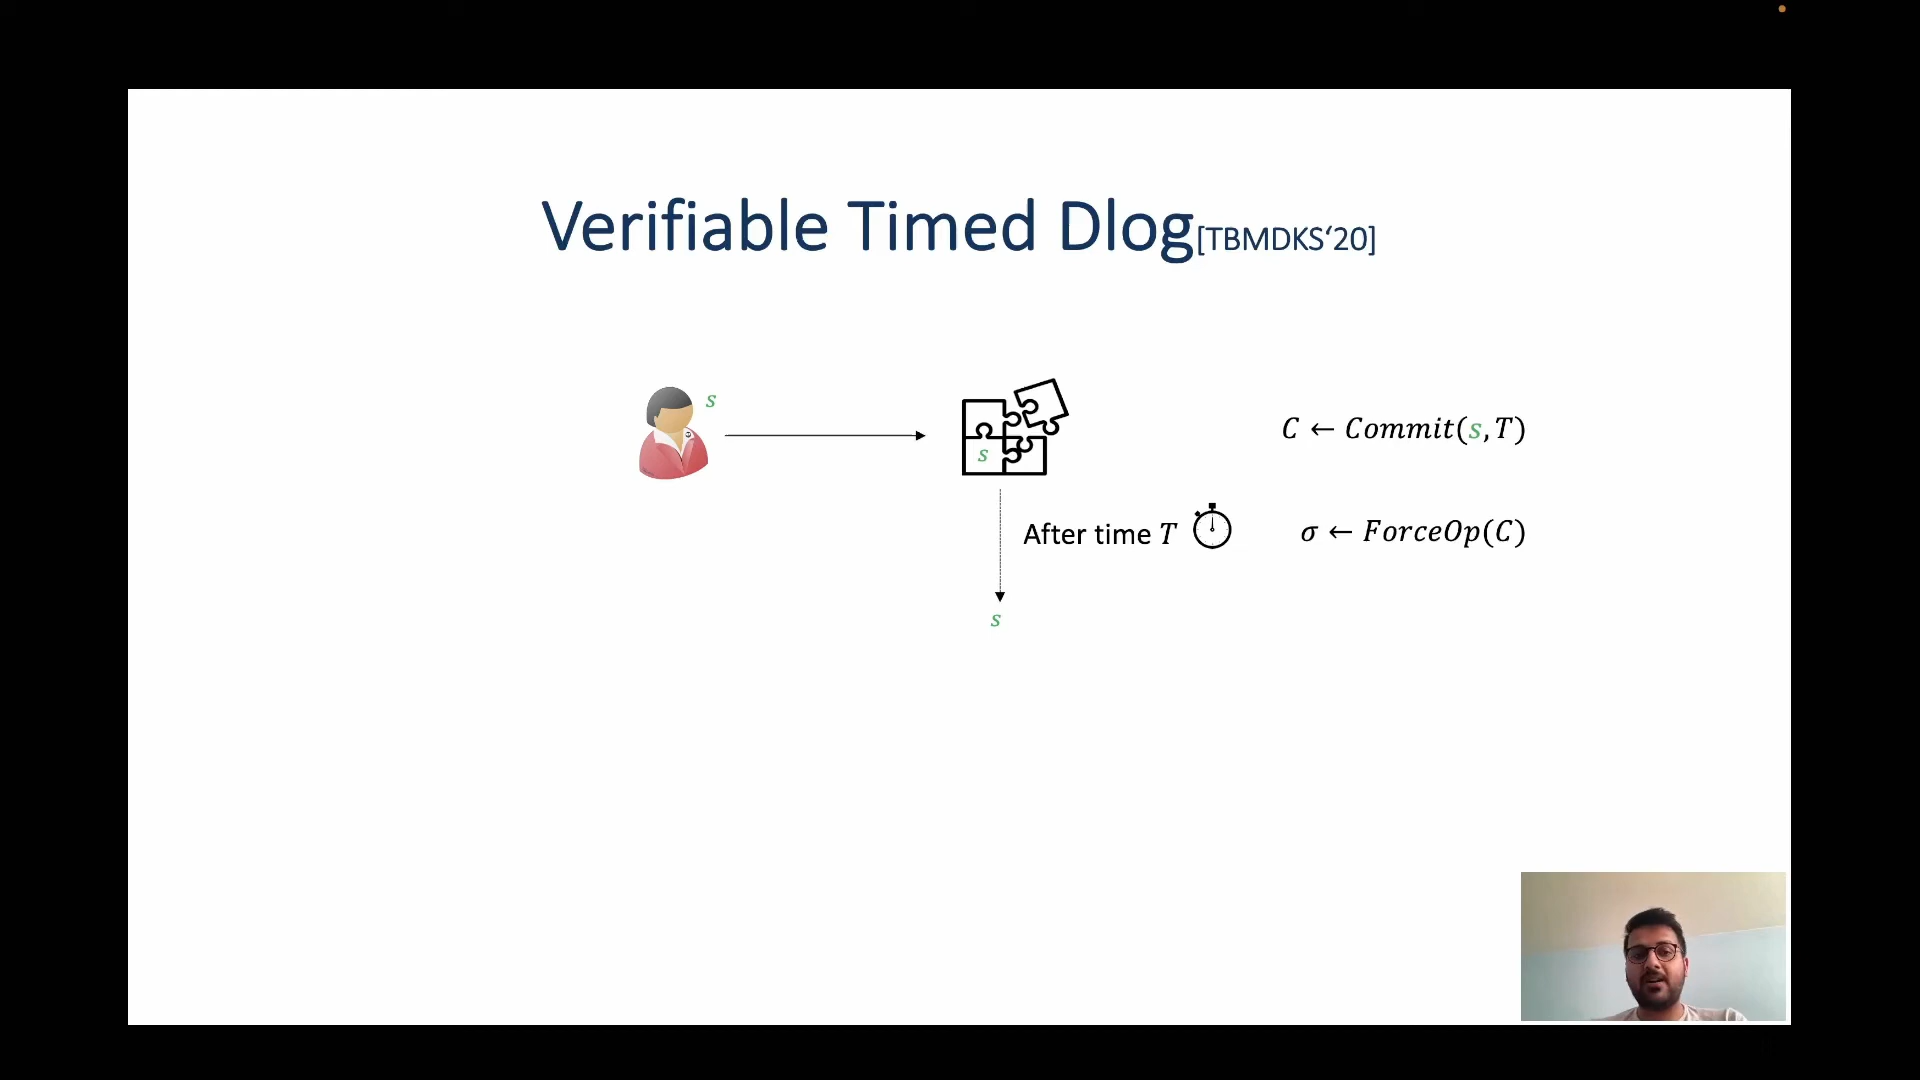 Verifiable Timed Dlog[TBMDKS‘20]
s
s
C ← Commit(s, T)
After time T
σ ← ForceOp(C)
s